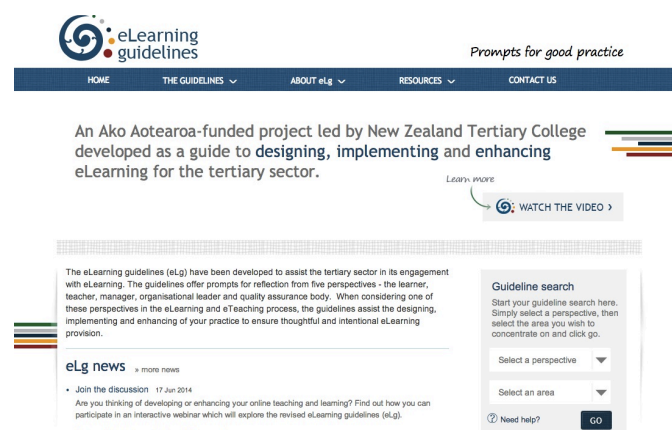 eLearning
guidelines
Prompts for good practice
HOME THE GUIDELINES ABOUT eLg RESOURCES CONTACT US
An Ako Aotearoa-funded project led by New Zealand Tertiary College
developed as a guide to designing, implementing and enhancing
eLearning for the tertiary sector.
Learn more
WATCH THE VIDEO >
The eLearning guidelines (eLg) have been developed to assist the tertiary sector in its engagement
with eLearning. The guidelines offer prompts for reflection from five perspectives - the learner,
teacher, manager, organisational leader and quality assurance body. When considering one of
these perspectives in the eLearning and eTeaching process, the guidelines assist the designing,
implementing and enhancing of your practice to ensure thoughtful and intentional eLearning
provision.
eLg news » more news
• Join the discussion 17 Jun 2014
Are you thinking of developing or enhancing your online teaching and learning? Find out how you can
participate in an interactive webinar which will explore the revised eLearning guidelines (eLg).
Guideline search
Start your guideline search here.
Simply select a perspective, then
select the area you wish to
concentrate on and click go.
Select a perspective
Select an area
? Need help? GO